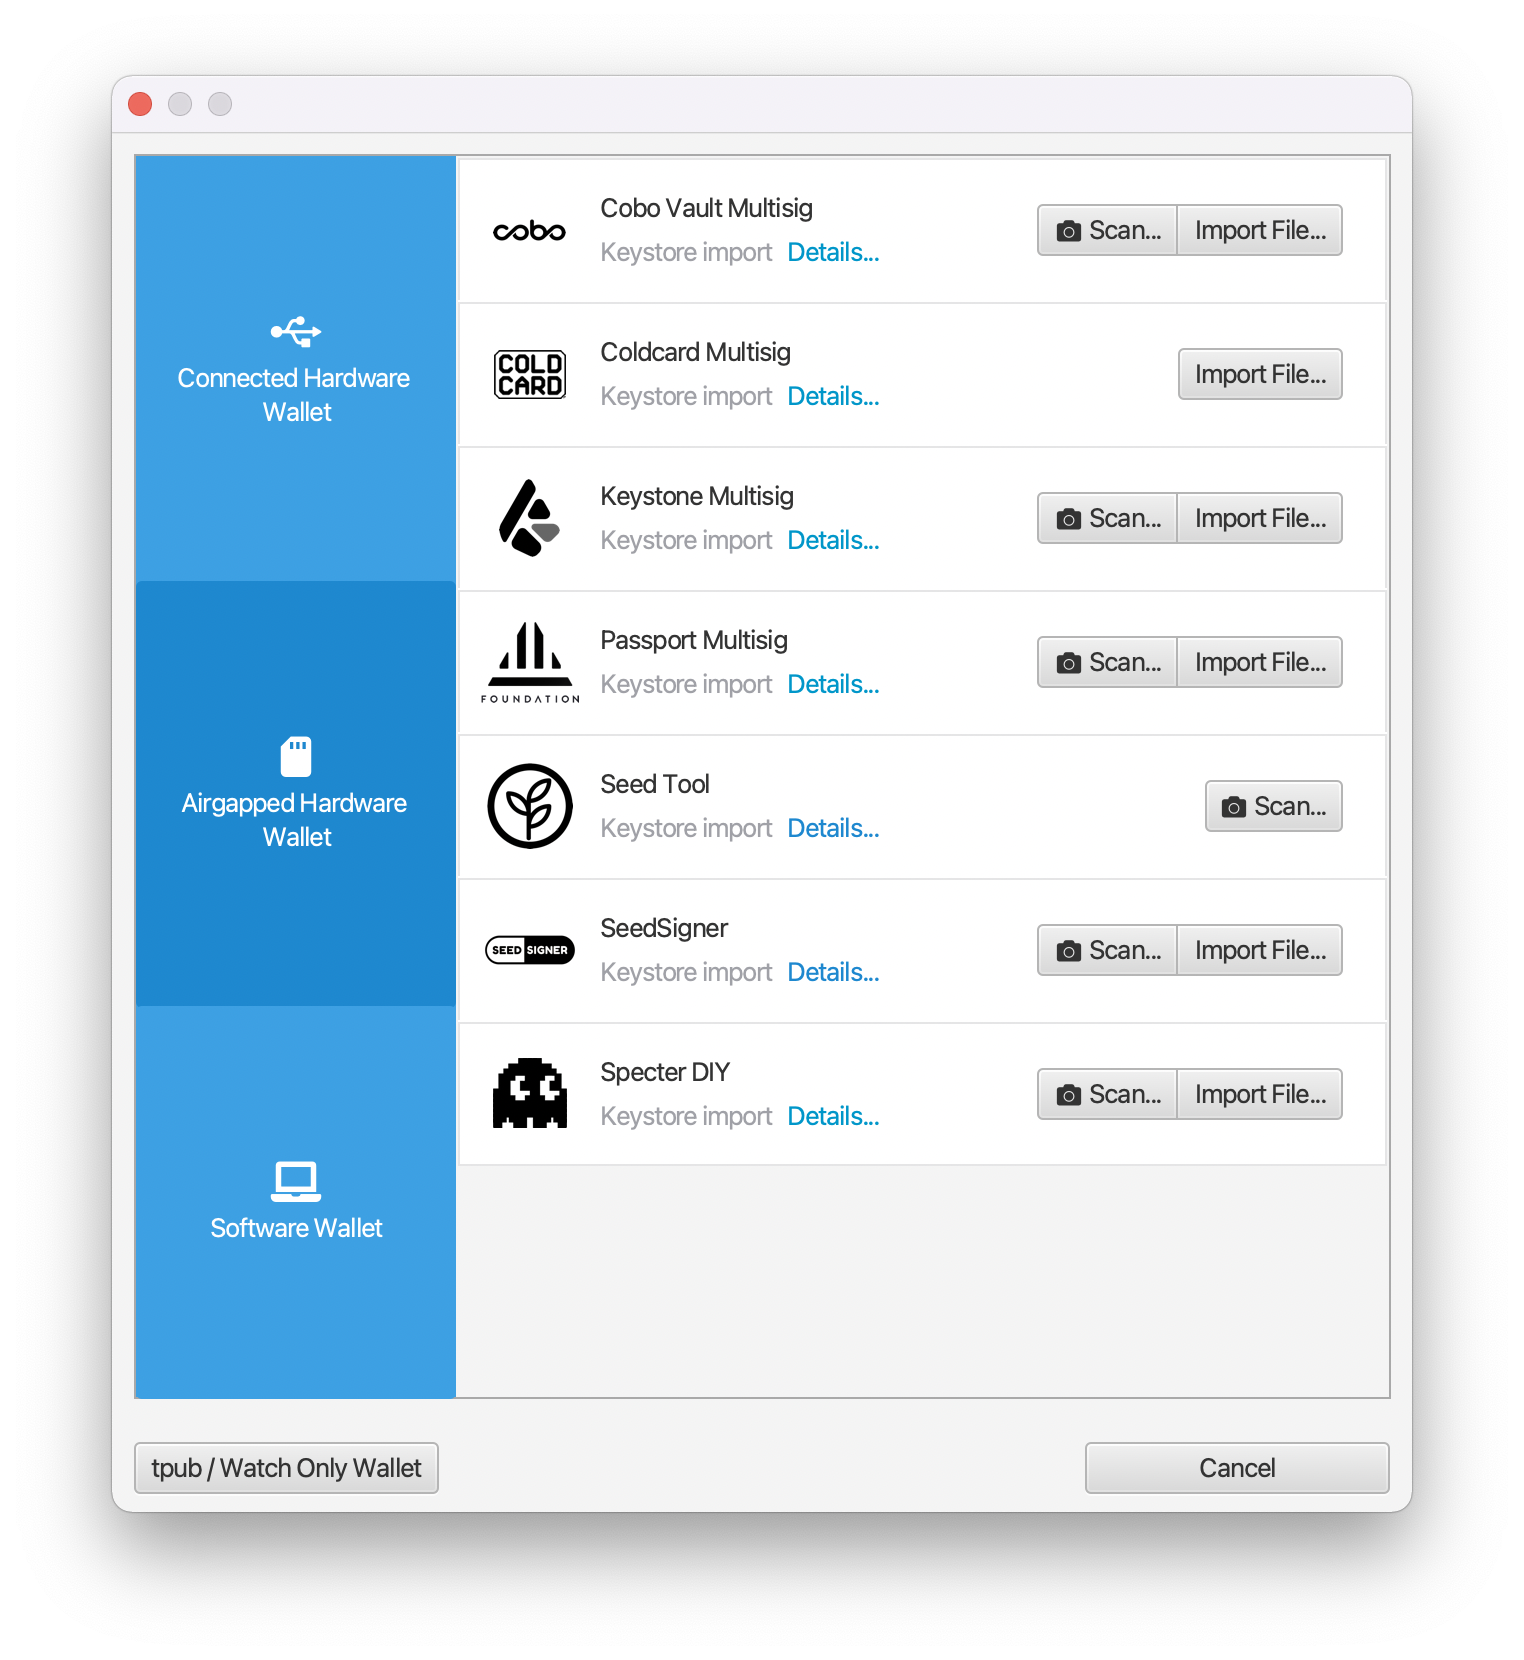 Connected Hardware
Wallet
Airgapped Hardware
Wallet
Software Wallet
cobo
Cobo Vault Multisig
Keystore import Details...
Scan... Import File...
COLD
CARD
Coldcard Multisig
Keystore import Details...
Import File...
Keystone Multisig
Keystore import Details...
Scan... Import File...
FOUNDATION
Passport Multisig
Keystore import Details...
Scan... Import File...
Seed Tool
Keystore import Details...
Scan...
SEED SIGNER
SeedSigner
Keystore import Details...
Scan... Import File...
Specter DIY
Keystore import Details...
Scan... Import File...
tpub / Watch Only Wallet
Cancel